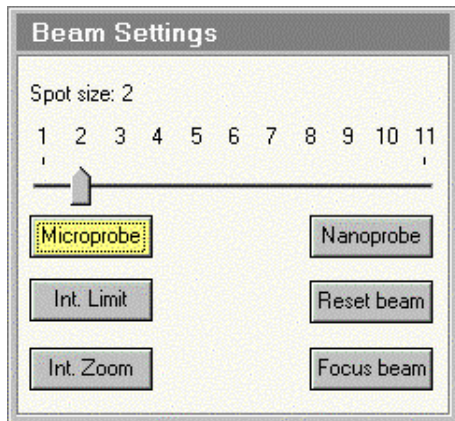 Beam Settings
Spot size: 2
1 2 3 4 5 6 7 8 9 10 11
Microprobe Nanoprobe
Int. Limit Reset beam
Int. Zoom Focus beam